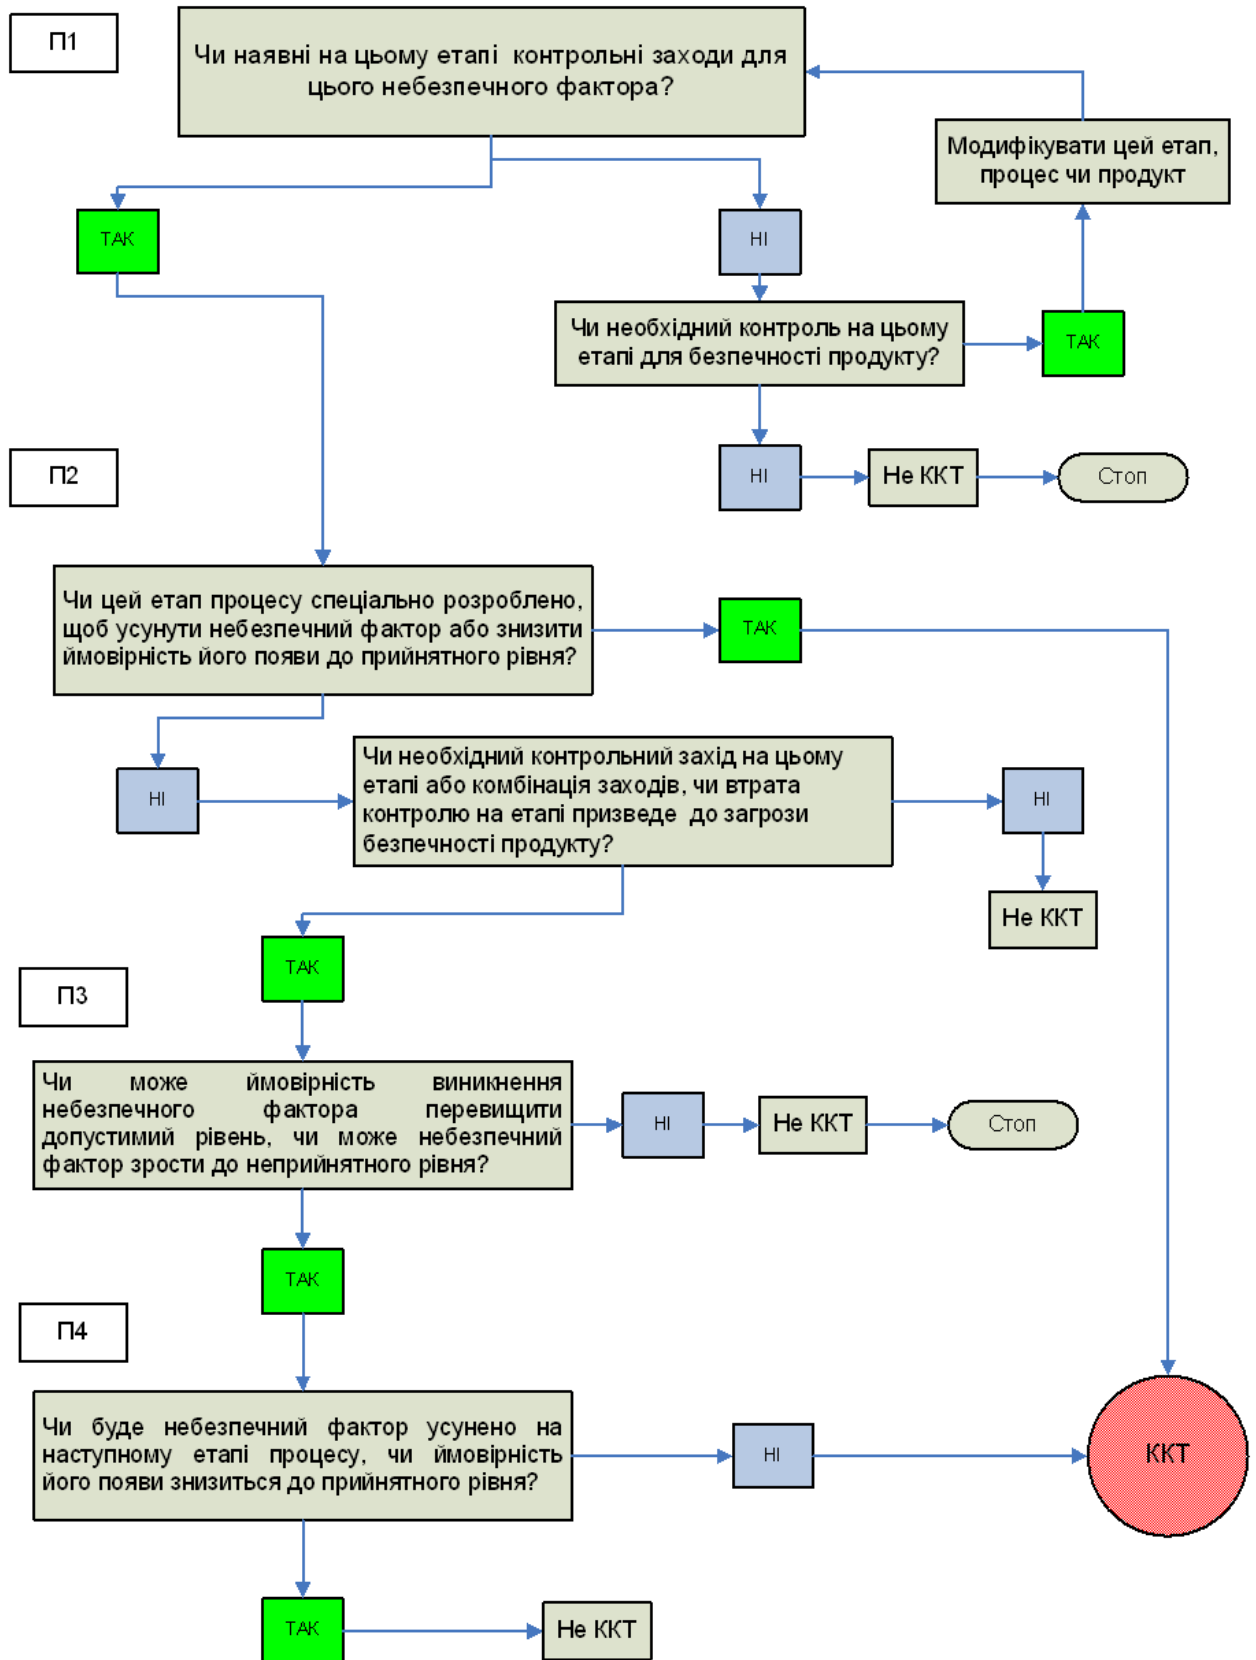 П1
Чи наявні на цьому етапі контрольні заходи для
цього небезпечного фактора?
Модифікувати цей етап,
процес чи продукт
ТАК
НІ
Чи необхідний контроль на цьому
етапі для безпечності продукту?
ТАК
П2
НІ
Не ККТ
Стоп
Чи цей етап процесу спеціально розроблено,
щоб усунути небезпечний фактор або знизити
ймовірність його появи до прийнятного рівня?
ТАК
НІ
Чи необхідний контрольний захід на цьому
етапі або комбінація заходів, чи втрата
контролю на етапі призведе до загрози
безпечності продукту?
НІ
Не ККТ
ТАК
П3
Чи може ймовірність виникнення
небезпечного фактора перевищити
допустимий рівень, чи може небезпечний
фактор зрости до неприйнятного рівня?
НІ
Не ККТ
Стоп
ТАК
П4
Чи буде небезпечний фактор усунено на
наступному етапі процесу, чи ймовірність
його появи знизиться до прийнятного рівня?
НІ
ККТ
ТАК
Не ККТ